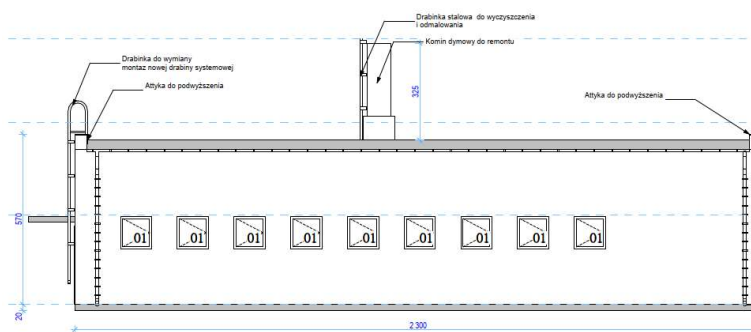 Drabinka stalowa do wyczyszczenia
i odmalowania
Komin dymowy do remontu
Drabinka do wymiany
montaz nowej drabiny systemowej
Attyka do podwyższenia
Attyka do podwyższenia
325
570
01 01 01 01 01 01 01 01 01
20
2 300